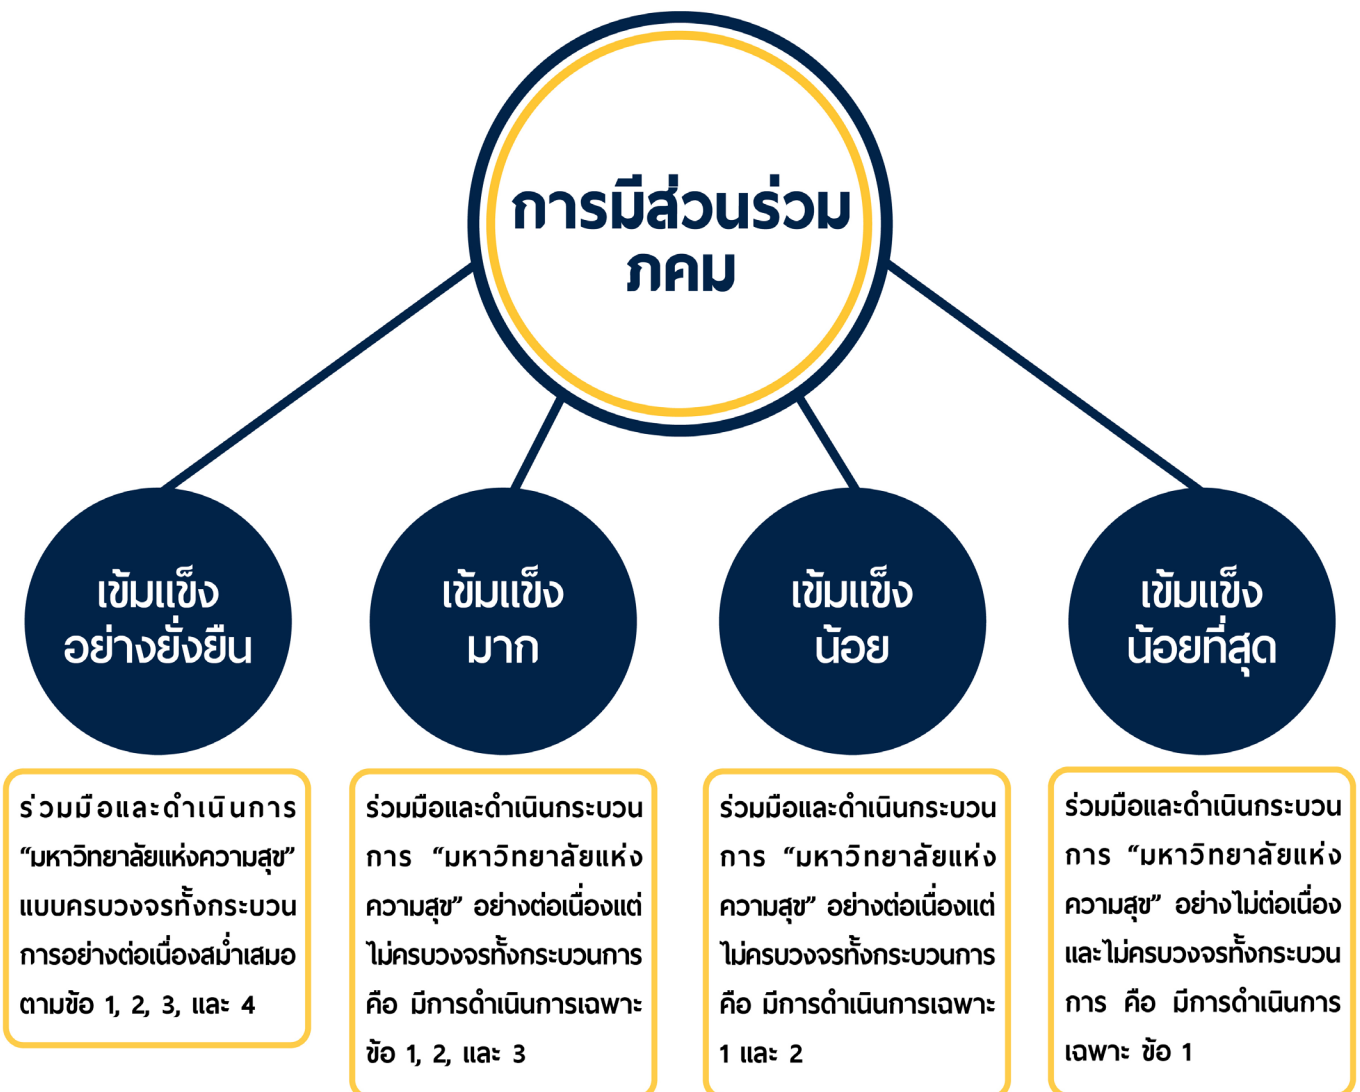 การมีส่วนร่วม
ภคม
เข้มแข็ง
อย่างยั่งยืน
เข้มแข็ง
มาก
เข้มแข็ง
น้อย
เข้มแข็ง
น้อยที่สุด
ร่วมมือและดำเนินการ
“มหาวิทยาลัยแห่งความสุข”
แบบครบวงจรทั้งกระบวน
การอย่างต่อเนื่องสม่ำเสมอ
ตามข้อ 1, 2, 3, และ 4
ร่วมมือและดำเนินกระบวน
การ “มหาวิทยาลัยแห่ง
ความสุข” อย่างต่อเนื่องแต่
ไม่ครบวงจรทั้งกระบวนการ
คือ มีการดำเนินการเฉพาะ
ข้อ 1, 2, และ 3
ร่วมมือและดำเนินกระบวน
การ “มหาวิทยาลัยแห่ง
ความสุข” อย่างต่อเนื่องแต่
ไม่ครบวงจรทั้งกระบวนการ
คือ มีการดำเนินการเฉพาะ
1 และ 2
ร่วมมือและดำเนินกระบวน
การ “มหาวิทยาลัยแห่ง
ความสุข” อย่างไม่ต่อเนื่อง
และไม่ครบวงจรทั้งกระบวน
การ คือ มีการดำเนินการ
เฉพาะ ข้อ 1